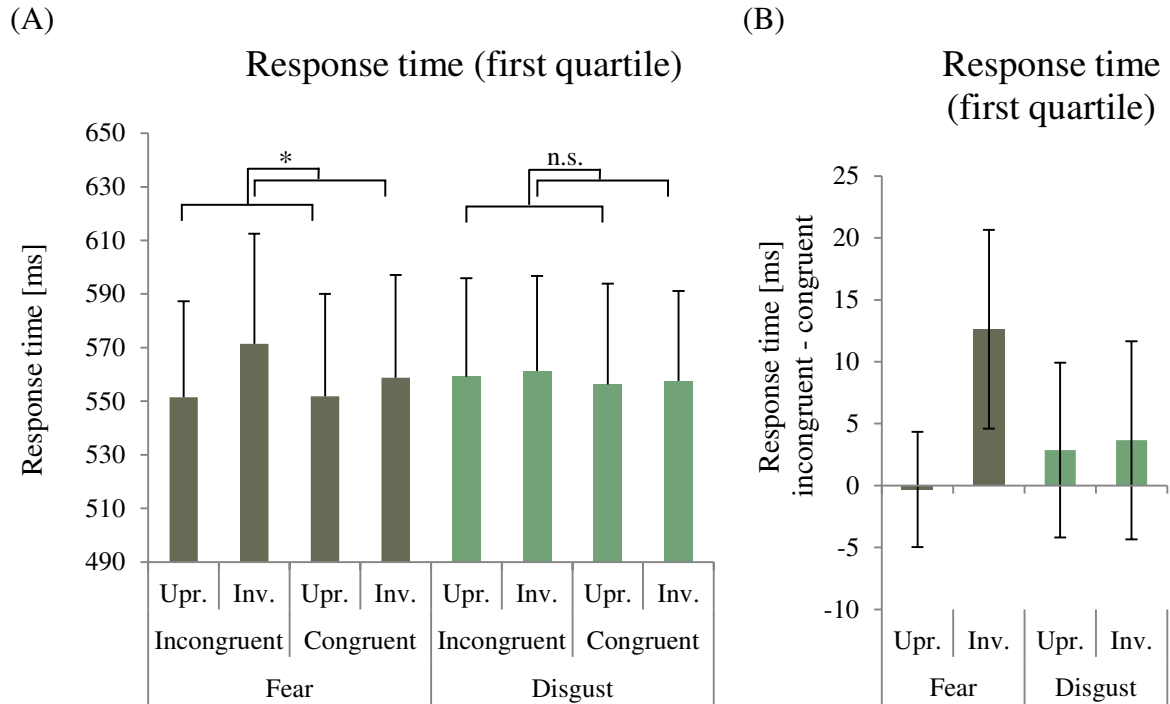 (A)
Response time (first quartile)
Response time [ms]
650
630
610
590
570
550
530
510
490
*
n.s.
Upr. Inv. Upr. Inv. Upr. Inv. Upr. Inv.
Incongruent Congruent Incongruent Congruent
Fear Disgust
(B)
Response time
(first quartile)
Response time [ms]
incongruent - congruent
25
20
15
10
5
0
-5
-10
Upr. Inv. Upr. Inv.
Fear Disgust